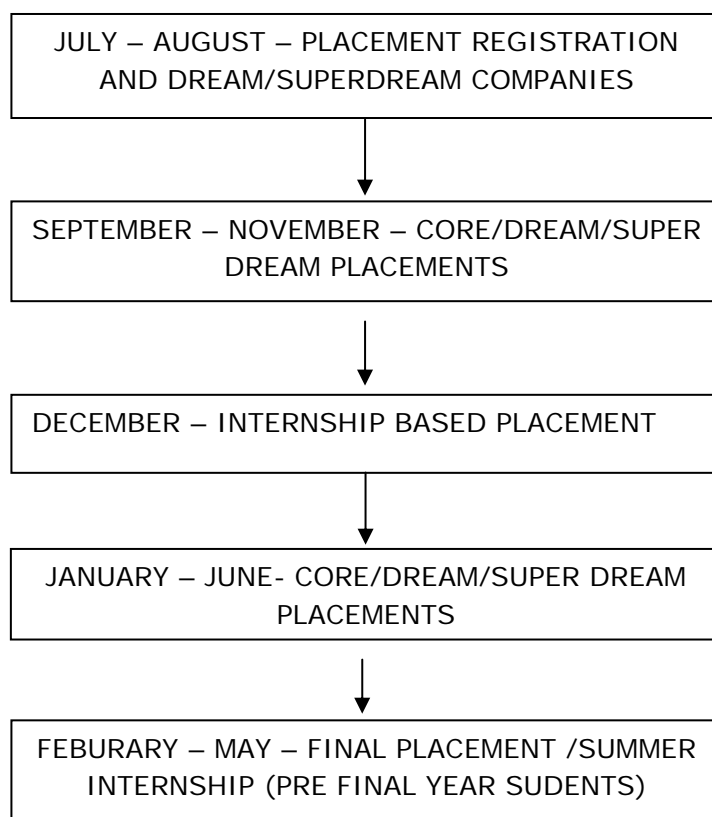 JULY – AUGUST – PLACEMENT REGISTRATION
AND DREAM/SUPERDREAM COMPANIES
SEPTEMBER – NOVEMBER – CORE/DREAM/SUPER
DREAM PLACEMENTS
DECEMBER – INTERNSHIP BASED PLACEMENT
JANUARY – JUNE- CORE/DREAM/SUPER DREAM
PLACEMENTS
FEBURARY – MAY – FINAL PLACEMENT /SUMMER
INTERNSHIP (PRE FINAL YEAR SUDENTS)